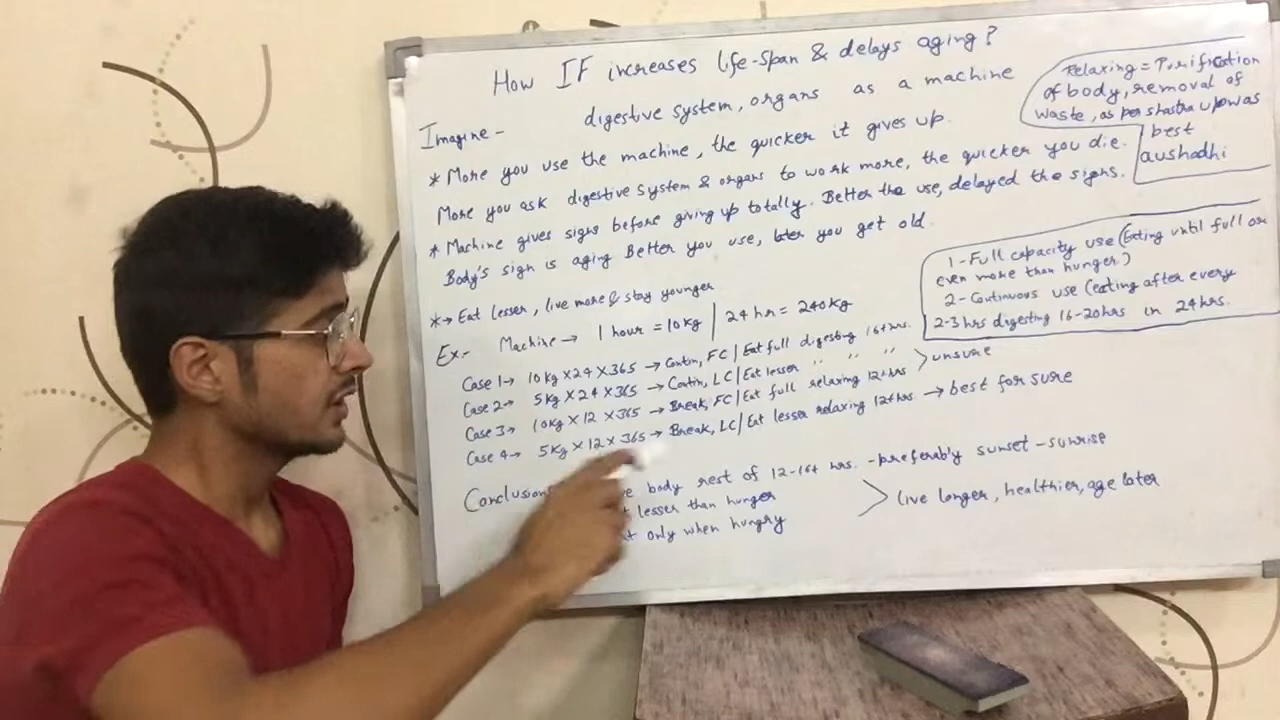 How IF increases life-span & delays aging?
Imagine - digestive system, organs as a machine
* More you use the machine, the quicker it gives up.
More you ask digestive system & organs to work more, the quicker you die.
* Machine gives signs before giving up totally. Better the use, delayed the signs.
Body's sign is aging Better you use, later you get old.
*→ Eat lesser, live more & stay younger
Ex:- Machine → 1 hour = 10kg | 24 hr = 240kg
Case 1→ 10kg×24×365 → Contin, FC/Eat full digesting 16+hrs.
Case 2→ 5kg×24×365 → Contin, LC/Eat lesser " " "
Case 3→ 10kg×12×365 → Break, FC/Eat full relaxing 12+hrs > unsure
Case 4→ 5kg×12×365 → Break, LC/Eat lesser relaxing 12+hrs → best for sure
Conclusion body rest of 12-16+ hrs. - preferably sunset - sunrise
lesser than hunger
only when hungry > live longer, healthier, age later
Relaxing = Purification
of body, removal of
waste, as per shastra upwas
best
aushadhi
1 - Full capacity use (Eating until full or
even more than hunger)
2 - Continuous use (eating after every
2-3 hrs digesting 16-20hrs in 24hrs.